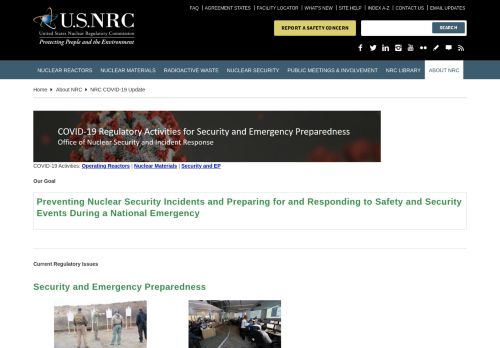 FAQ | AGREEMENT STATES | FACILITY LOCATOR | WHAT'S NEW | SITE HELP | INDEX A-Z | CONTACT US | EMAIL UPDATES
U.S.NRC
United States Nuclear Regulatory Commission
Protecting People and the Environment
REPORT A SAFETY CONCERN
SEARCH
NUCLEAR REACTORS NUCLEAR MATERIALS RADIOACTIVE WASTE NUCLEAR SECURITY PUBLIC MEETINGS & INVOLVEMENT NRC LIBRARY ABOUT NRC
Home About NRC NRC COVID-19 Update
COVID-19 Regulatory Activities for Security and Emergency Preparedness
Office of Nuclear Security and Incident Response
COVID-19 Activities: Operating Reactors | Nuclear Materials | Security and EP
Our Goal
Preventing Nuclear Security Incidents and Preparing for and Responding to Safety and Security
Events During a National Emergency
Current Regulatory Issues
Security and Emergency Preparedness